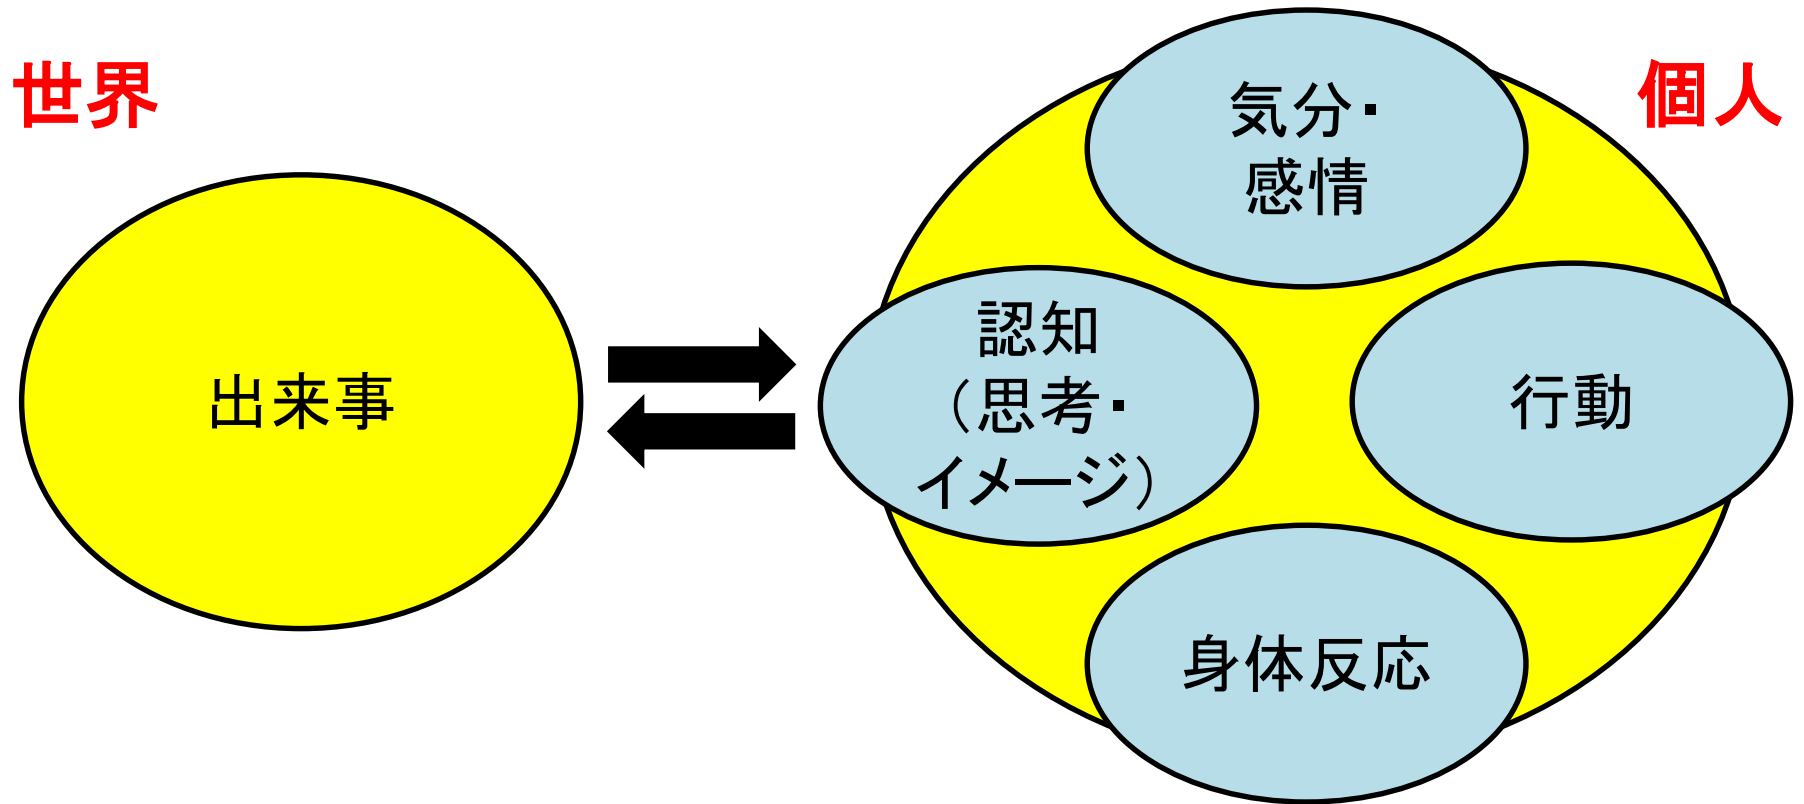 世界
個人
出来事
気分・
感情
認知
（思考・
イメージ）
行動
身体反応